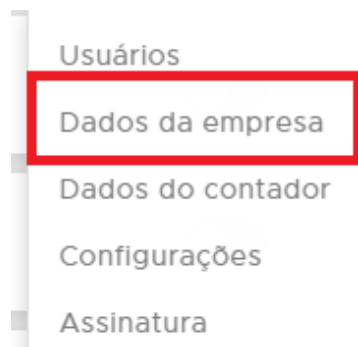 Usuários
Dados da empresa
Dados do contador
Configurações
Assinatura